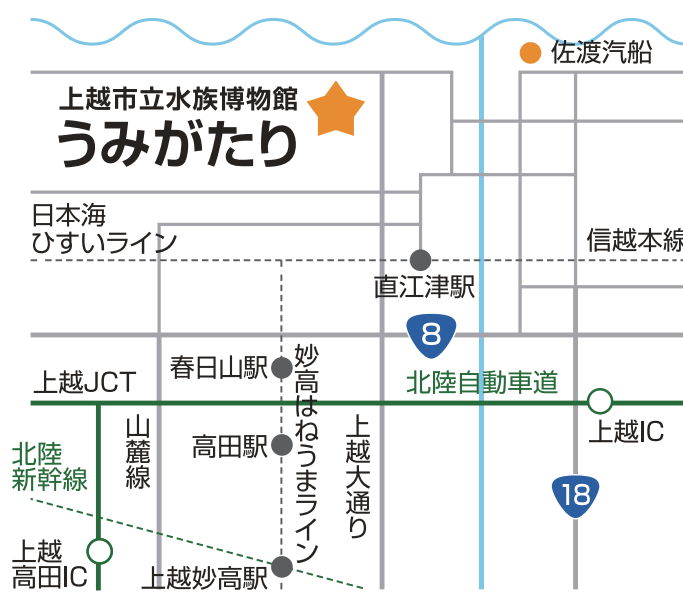 佐渡汽船
上越市立水族博物館
うみがたり
日本海
ひすいライン
信越本線
直江津駅
8
春日山駅
妙高はねうまライン
上越JCT
北陸自動車道
上越IC
山麓線
高田駅
上越大通り
北陸
新幹線
18
上越
高田IC
上越妙高駅